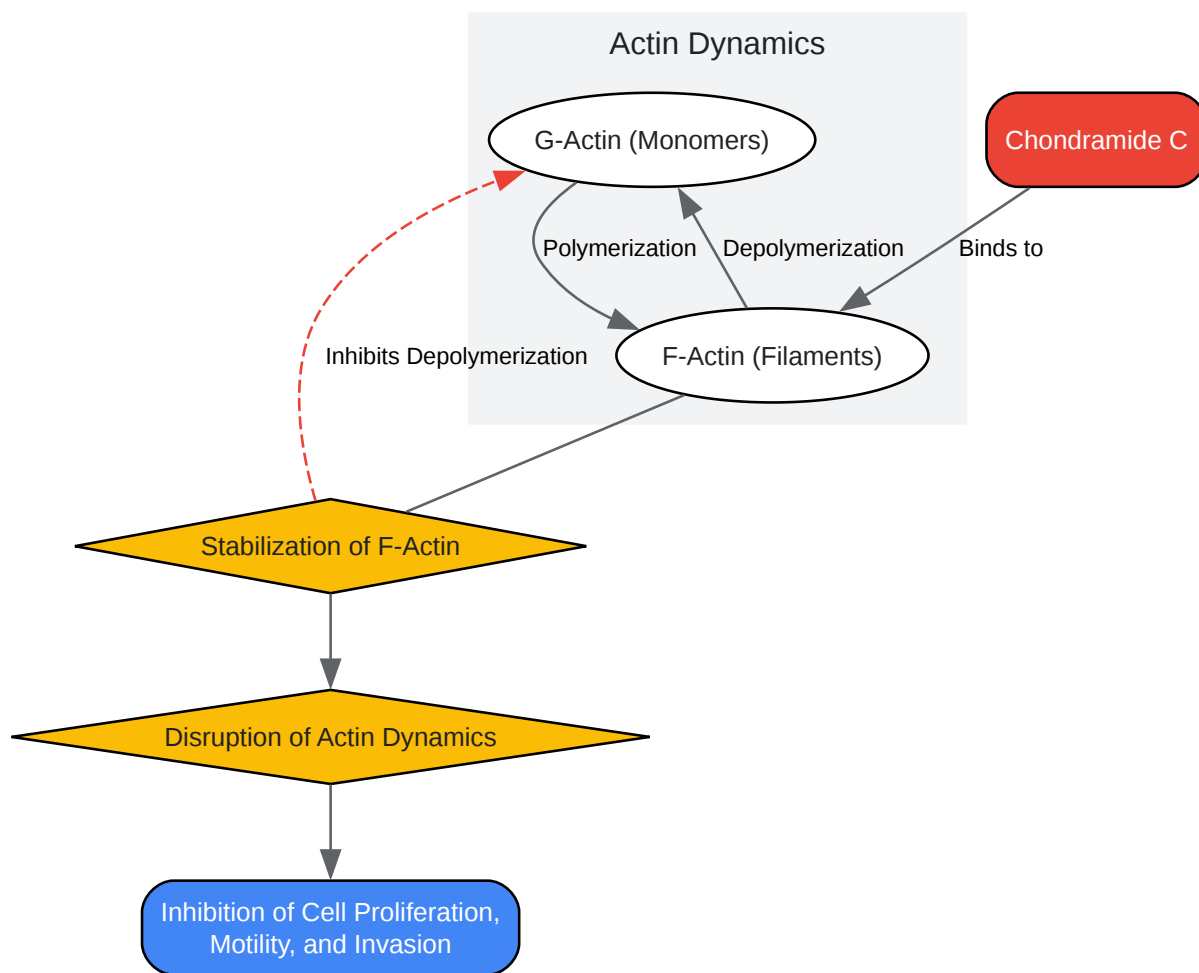 Actin Dynamics
G-Actin (Monomers)
Chondramide C
Polymerization
Depolymerization
Binds to
Inhibits Depolymerization
F-Actin (Filaments)
Stabilization of F-Actin
Disruption of Actin Dynamics
Inhibition of Cell Proliferation,
Motility, and Invasion